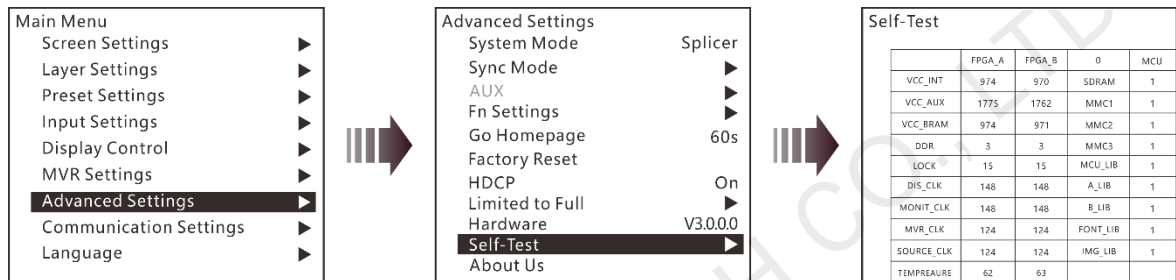 Main Menu
Screen Settings
Layer Settings
Preset Settings
Input Settings
Display Control
MVR Settings
Advanced Settings
Communication Settings
Language
Advanced Settings
System Mode Splicer
Sync Mode
AUX
Fn Settings
Go Homepage 60s
Factory Reset
HDCP On
Limited to Full
Hardware V3.0.0.0
Self-Test
About Us
Self-Test
FPGA_A FPGA_B 0 MCU
VCC_INT 974 970 SDRAM 1
VCC_AUX 1775 1762 MMC1 1
VCC_BRAM 974 971 MMC2 1
DDR 3 3 MMC3 1
LOCK 15 15 MCU_LIB 1
DIS_CLK 148 148 A_LIB 1
MONIT_CLK 148 148 B_LIB 1
MVR_CLK 124 124 FONT_LIB 1
SOURCE_CLK 124 124 IMG_LIB 1
TEMPREAURE 62 63
H CO., LTD